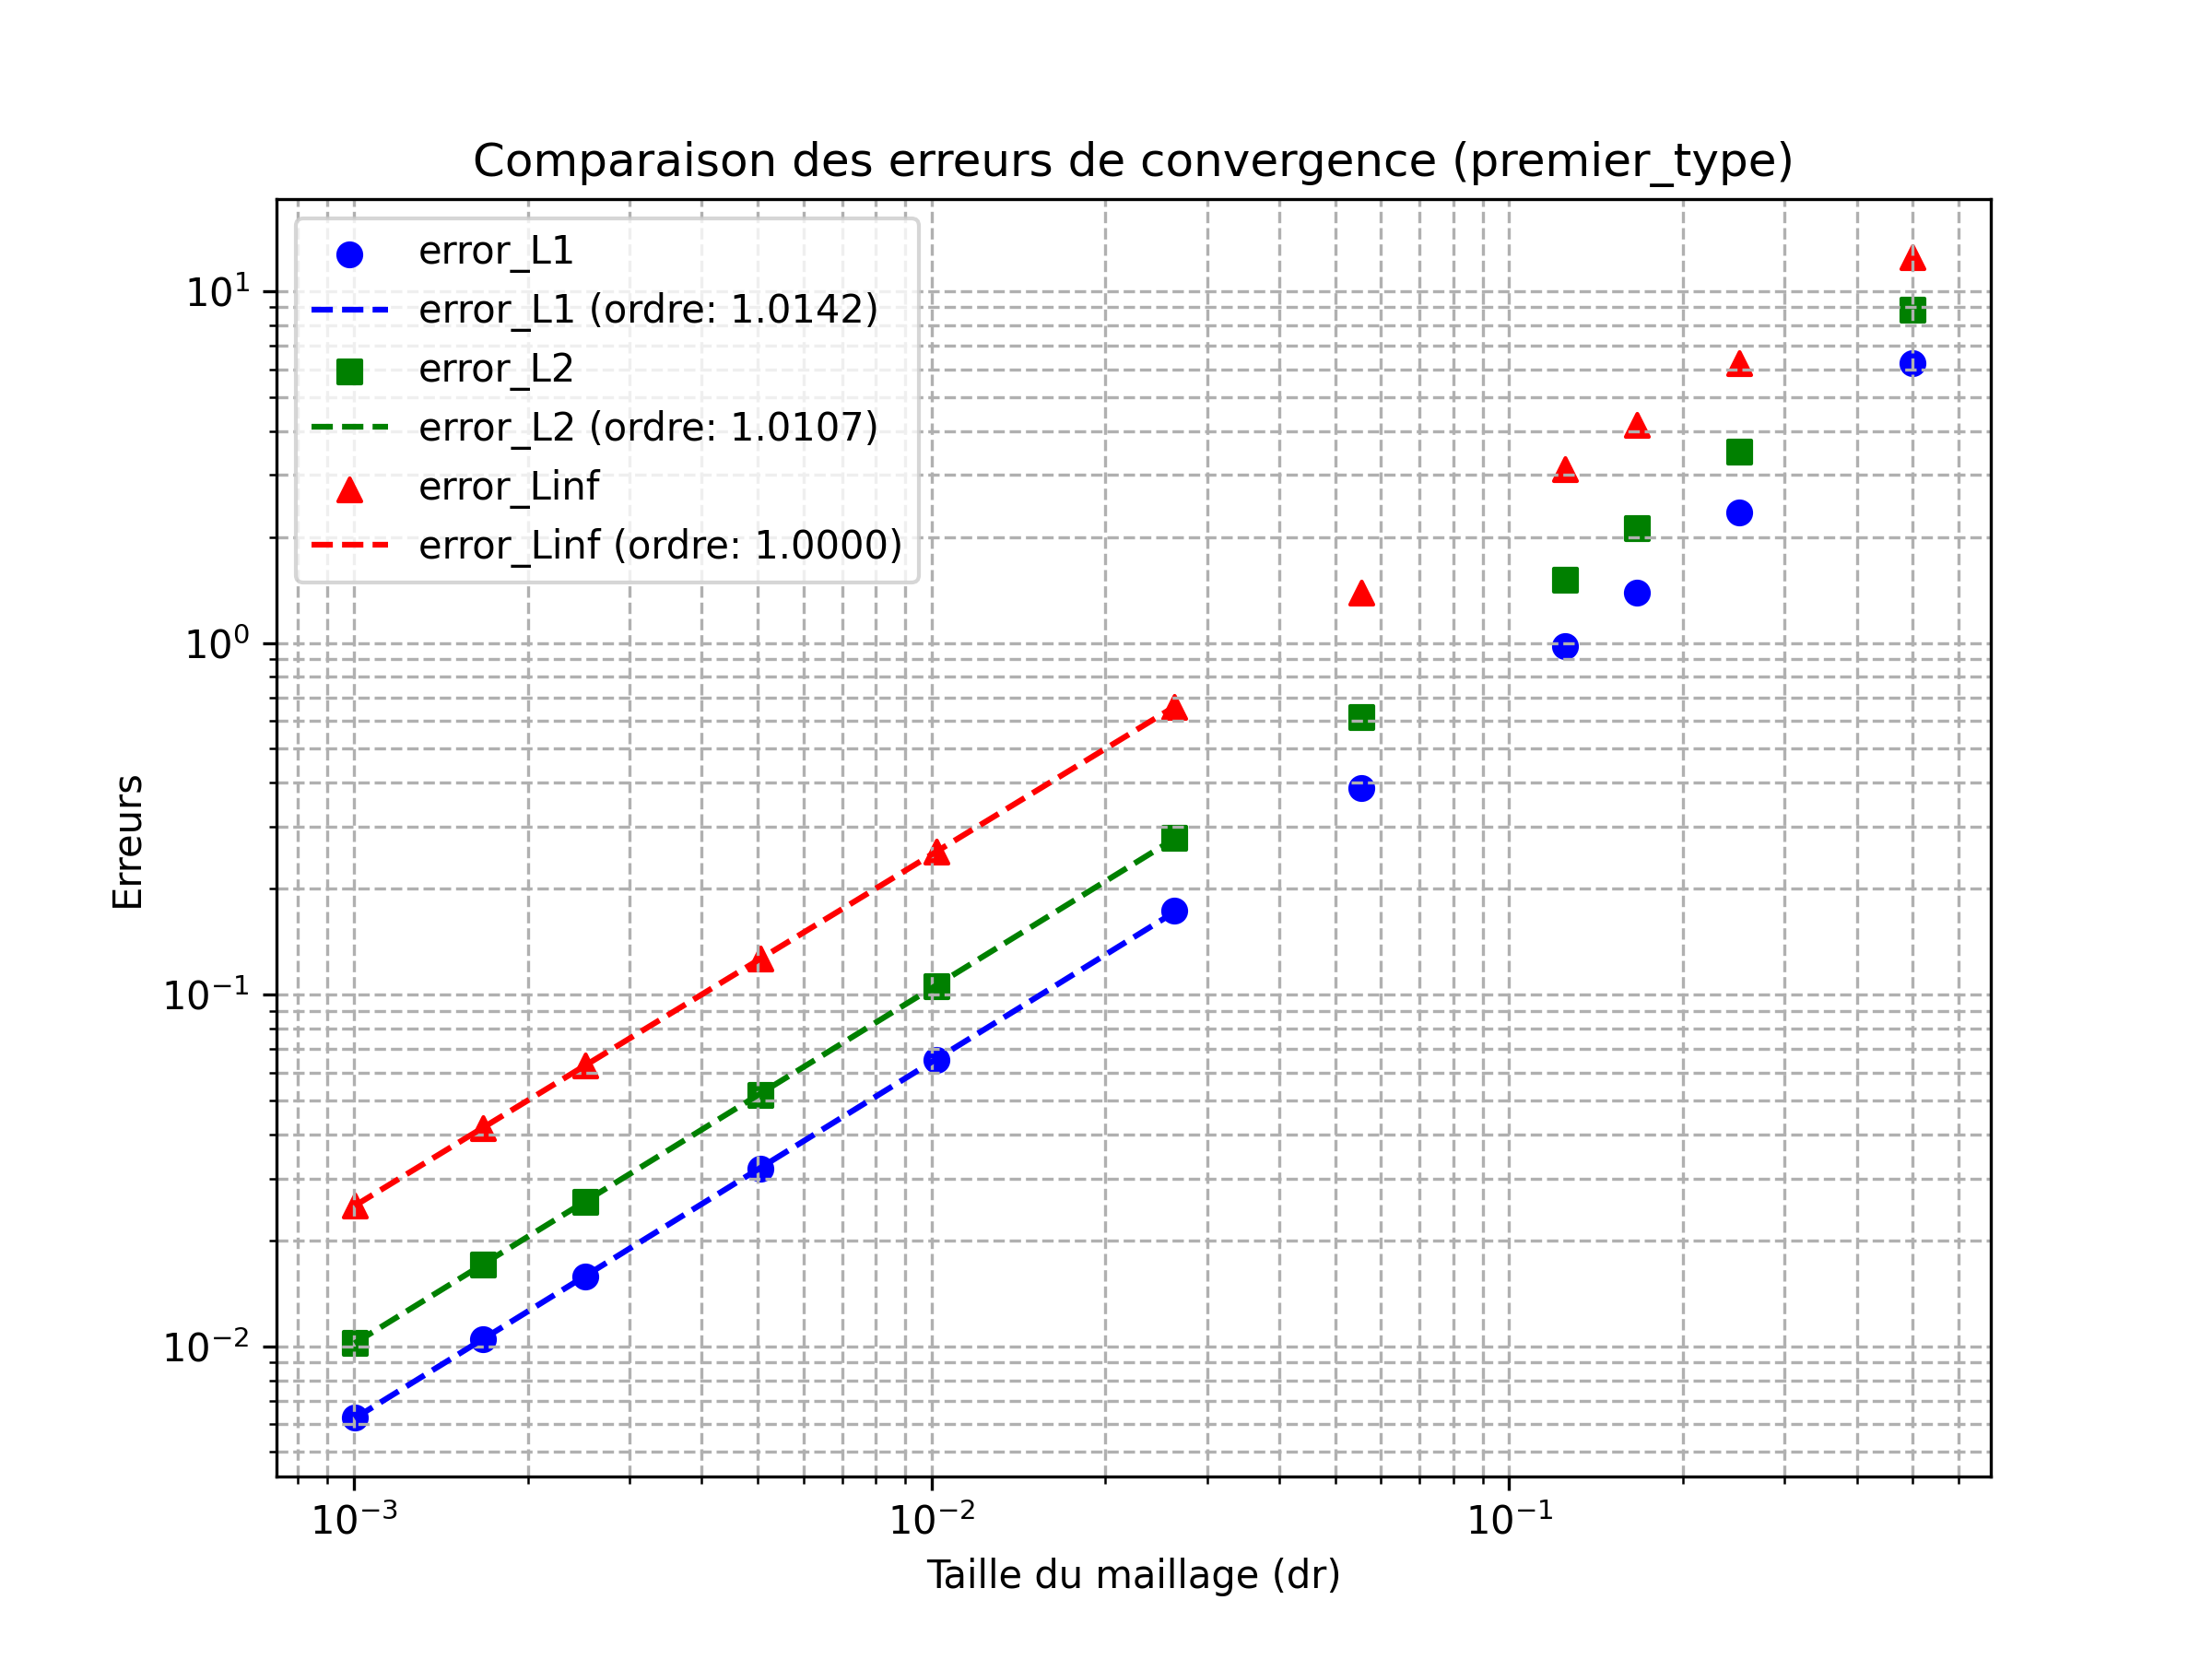 Comparaison des erreurs de convergence (premier_type)
error_L1
error_L1 (ordre: 1.0142)
error_L2
error_L2 (ordre: 1.0107)
error_Linf
error_Linf (ordre: 1.0000)
Erreurs
10¹
10⁰
10⁻¹
10⁻²
10⁻³ 10⁻² 10⁻¹
Taille du maillage (dr)